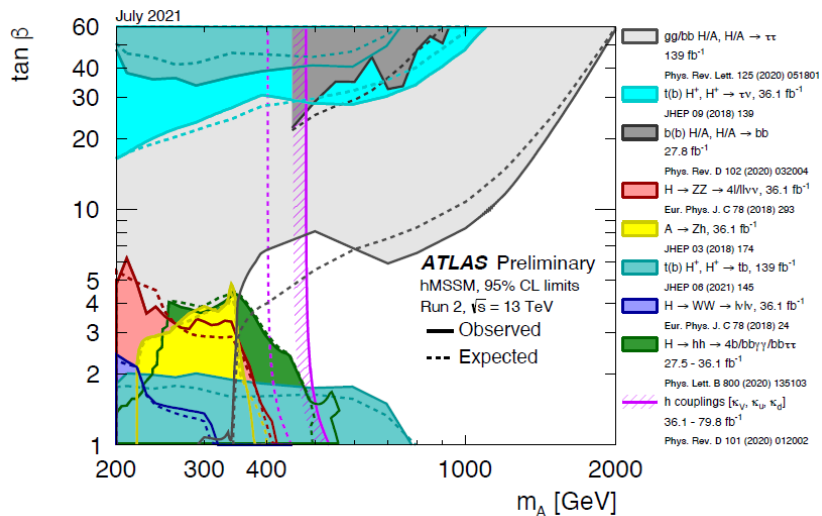 July 2021
tan β
60
40
30
20
10
5
4
3
2
1
200
300
400
1000
2000
m_A [GeV]
ATLAS Preliminary
hMSSM, 95% CL limits
Run 2, √s = 13 TeV
Observed
Expected
gg/bb H/A, H/A → ττ
139 fb⁻¹
Phys. Rev. Lett. 125 (2020) 051801
t(b) H⁺, H⁺ → τν, 36.1 fb⁻¹
JHEP 09 (2018) 139
b(b) H/A, H/A → bb
27.8 fb⁻¹
Phys. Rev. D 102 (2020) 032004
H → ZZ → 4l/llνν, 36.1 fb⁻¹
Eur. Phys. J. C 78 (2018) 293
A → Zh, 36.1 fb⁻¹
JHEP 03 (2018) 174
t(b) H⁺, H⁺ → tb, 139 fb⁻¹
JHEP 06 (2021) 145
H → WW → lνlν, 36.1 fb⁻¹
Eur. Phys. J. C 78 (2018) 24
H → hh → 4b/bbγγ/bbττ
27.5 - 36.1 fb⁻¹
Phys. Lett. B 800 (2020) 135103
h couplings [κ_V, κ_u, κ_d]
36.1 - 79.8 fb⁻¹
Phys. Rev. D 101 (2020) 012002